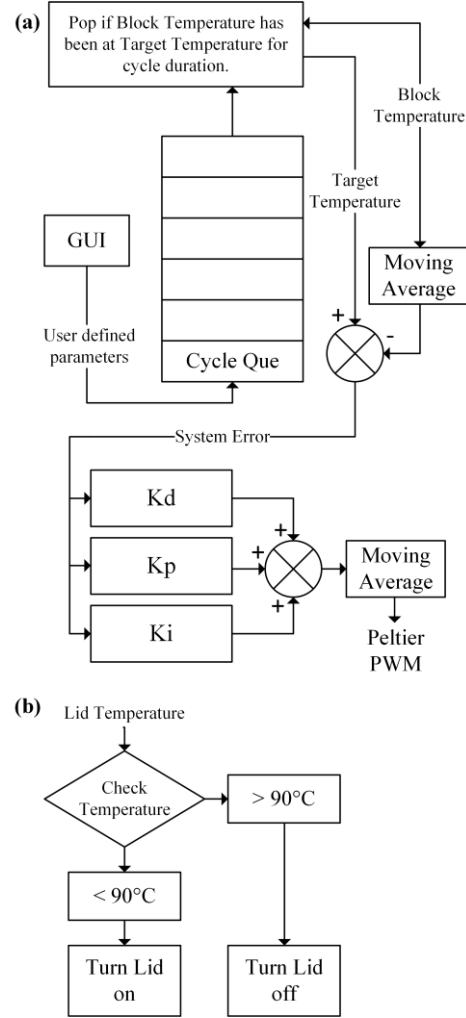 (a)
Pop if Block Temperature has
been at Target Temperature for
cycle duration.
Block
Temperature
Target
Temperature
GUI
Moving
Average
User defined
parameters
+
-
Cycle Que
System Error
Kd
+
Kp
+
Moving
Average
Ki
+
Peltier
PWM
(b)
Lid Temperature
Check
Temperature
> 90°C
< 90°C
Turn Lid
on
Turn Lid
off